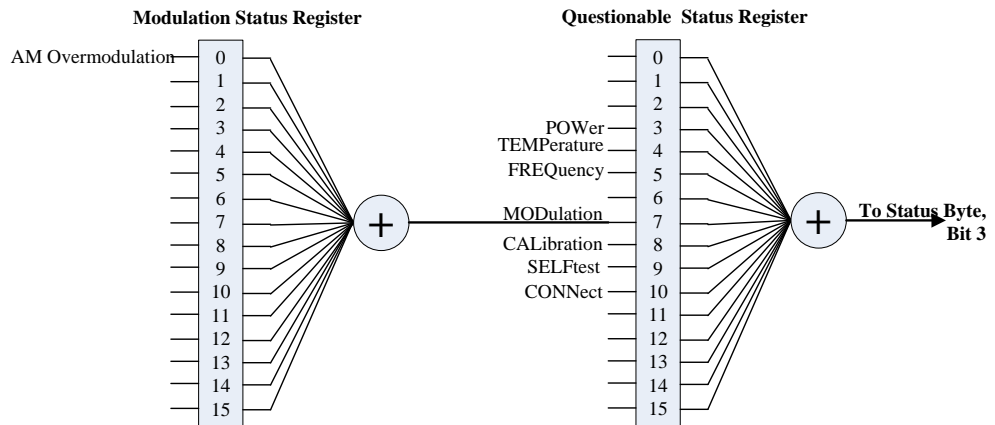 Modulation Status Register
AM Overmodulation
0
1
2
3
4
5
6
7
8
9
10
11
12
13
14
15
+
Questionable Status Register
POWer
TEMPerature
FREQuency
MODulation
CALibration
SELFtest
CONNect
0
1
2
3
4
5
6
7
8
9
10
11
12
13
14
15
+
To Status Byte,
Bit 3